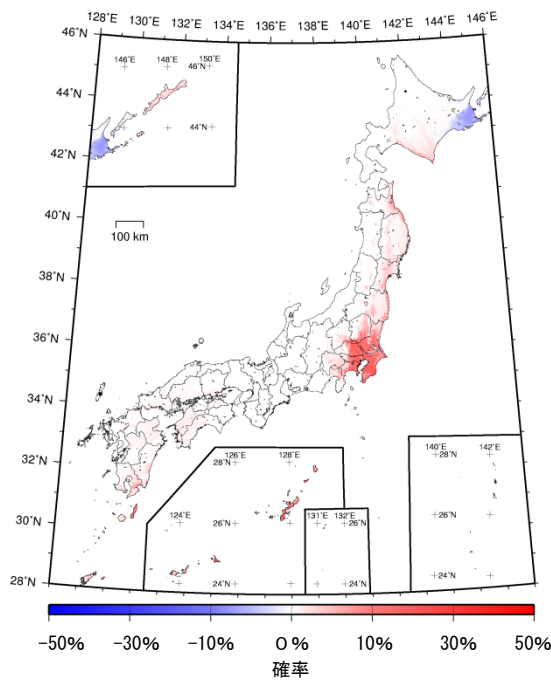 128˚E 130˚E 132˚E 134˚E 136˚E 138˚E 140˚E 142˚E 144˚E 146˚E
46˚N
146˚E 148˚E 150˚E
46˚N
44˚N
44˚N
42˚N
40˚N
100 km
38˚N
36˚N
34˚N
32˚N
126˚E 128˚E
28˚N
140˚E 142˚E
28˚N
30˚N
124˚E
26˚N
131˚E 132˚E
26˚N
26˚N
28˚N
24˚N
24˚N
24˚N
-50% -30% -10% 0% 10% 30% 50%
確率